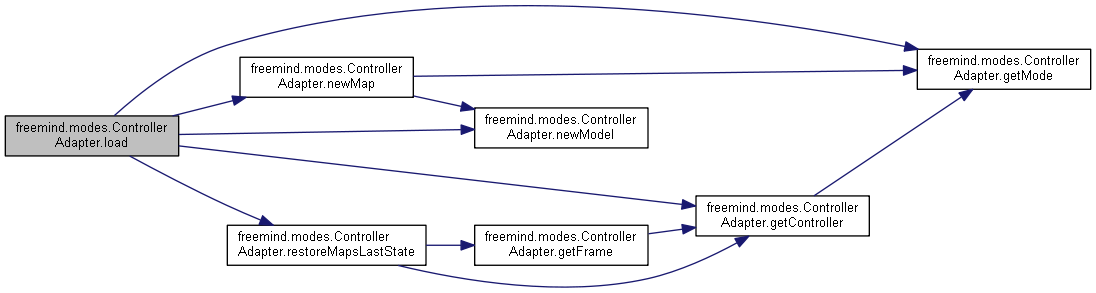 freemind.modes.Controller
Adapter.load
freemind.modes.Controller
Adapter.newMap
freemind.modes.Controller
Adapter.restoreMapsLastState
freemind.modes.Controller
Adapter.newModel
freemind.modes.Controller
Adapter.getFrame
freemind.modes.Controller
Adapter.getController
freemind.modes.Controller
Adapter.getMode